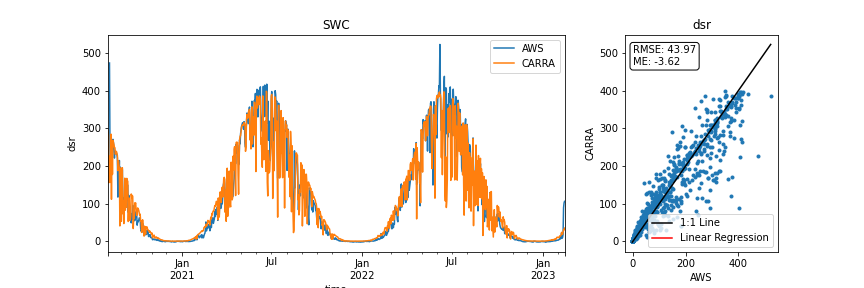 SWC
dsr
500
400
300
200
100
0
dsr
AWS
CARRA
Jan
2021
Jul
Jan
2022
Jul
Jan
2023
time
dsr
RMSE: 43.97
ME: -3.62
500
400
300
200
100
0
CARRA
1:1 Line
Linear Regression
0
200
400
AWS